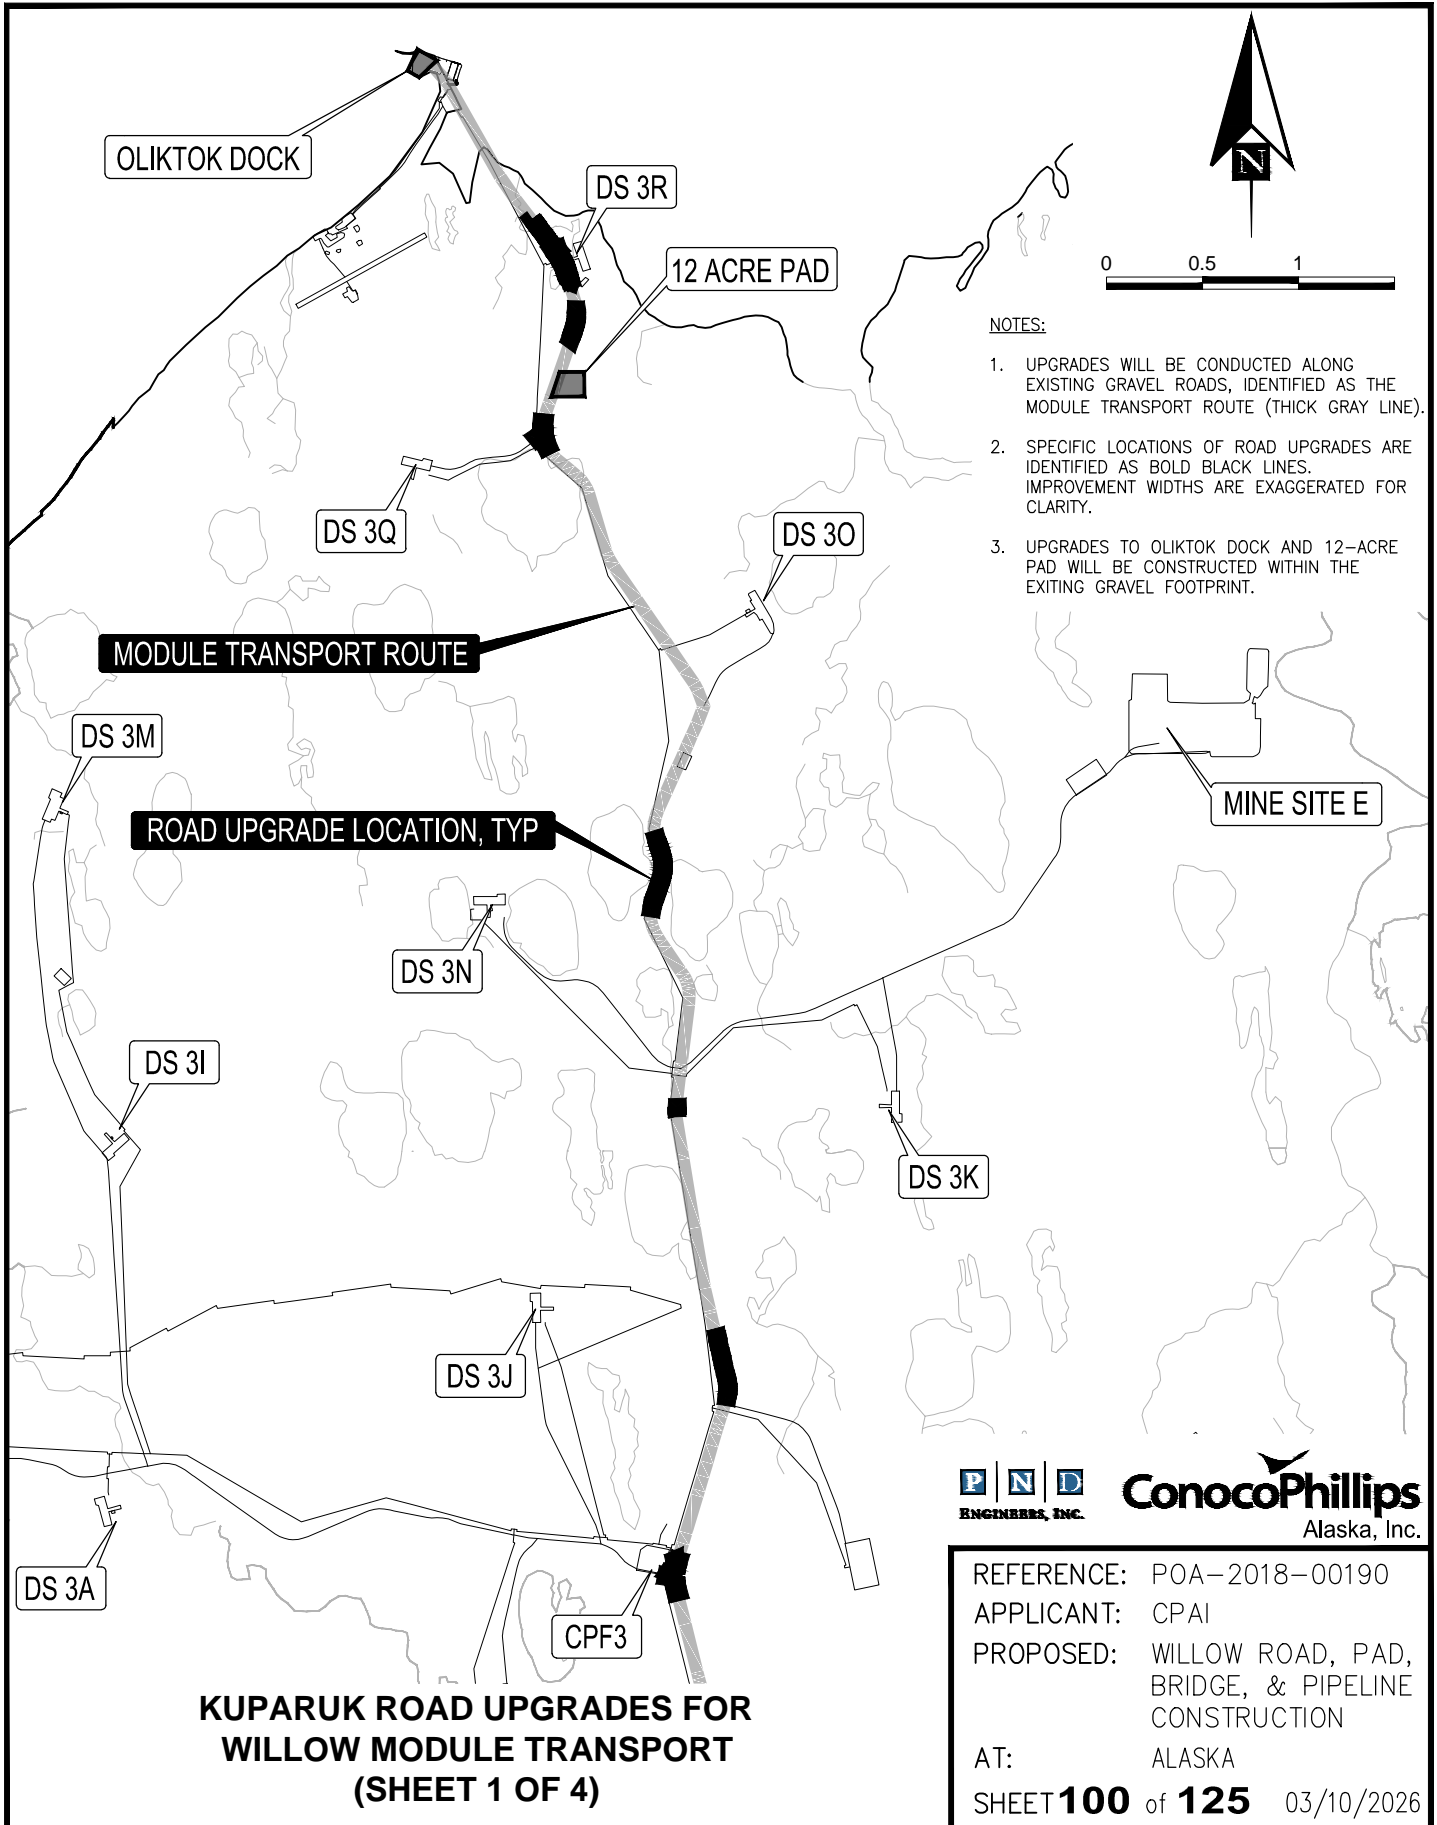 OLIKTOK DOCK
DS 3R
12 ACRE PAD
N
0 0.5 1
NOTES:
1. UPGRADES WILL BE CONDUCTED ALONG
EXISTING GRAVEL ROADS, IDENTIFIED AS THE
MODULE TRANSPORT ROUTE (THICK GRAY LINE).
2. SPECIFIC LOCATIONS OF ROAD UPGRADES ARE
IDENTIFIED AS BOLD BLACK LINES.
IMPROVEMENT WIDTHS ARE EXAGGERATED FOR
CLARITY.
3. UPGRADES TO OLIKTOK DOCK AND 12-ACRE
PAD WILL BE CONSTRUCTED WITHIN THE
EXITING GRAVEL FOOTPRINT.
DS 3Q
DS 3O
MODULE TRANSPORT ROUTE
DS 3M
MINE SITE E
ROAD UPGRADE LOCATION, TYP
DS 3N
DS 3I
DS 3K
DS 3J
DS 3A
CPF3
P N D
ENGINEERS, INC.
ConocoPhillips
Alaska, Inc.
KUPARUK ROAD UPGRADES FOR
WILLOW MODULE TRANSPORT
(SHEET 1 OF 4)
REFERENCE: POA-2018-00190
APPLICANT: CPAI
PROPOSED: WILLOW ROAD, PAD,
BRIDGE, & PIPELINE
CONSTRUCTION
AT: ALASKA
SHEET 100 of 125 03/10/2026